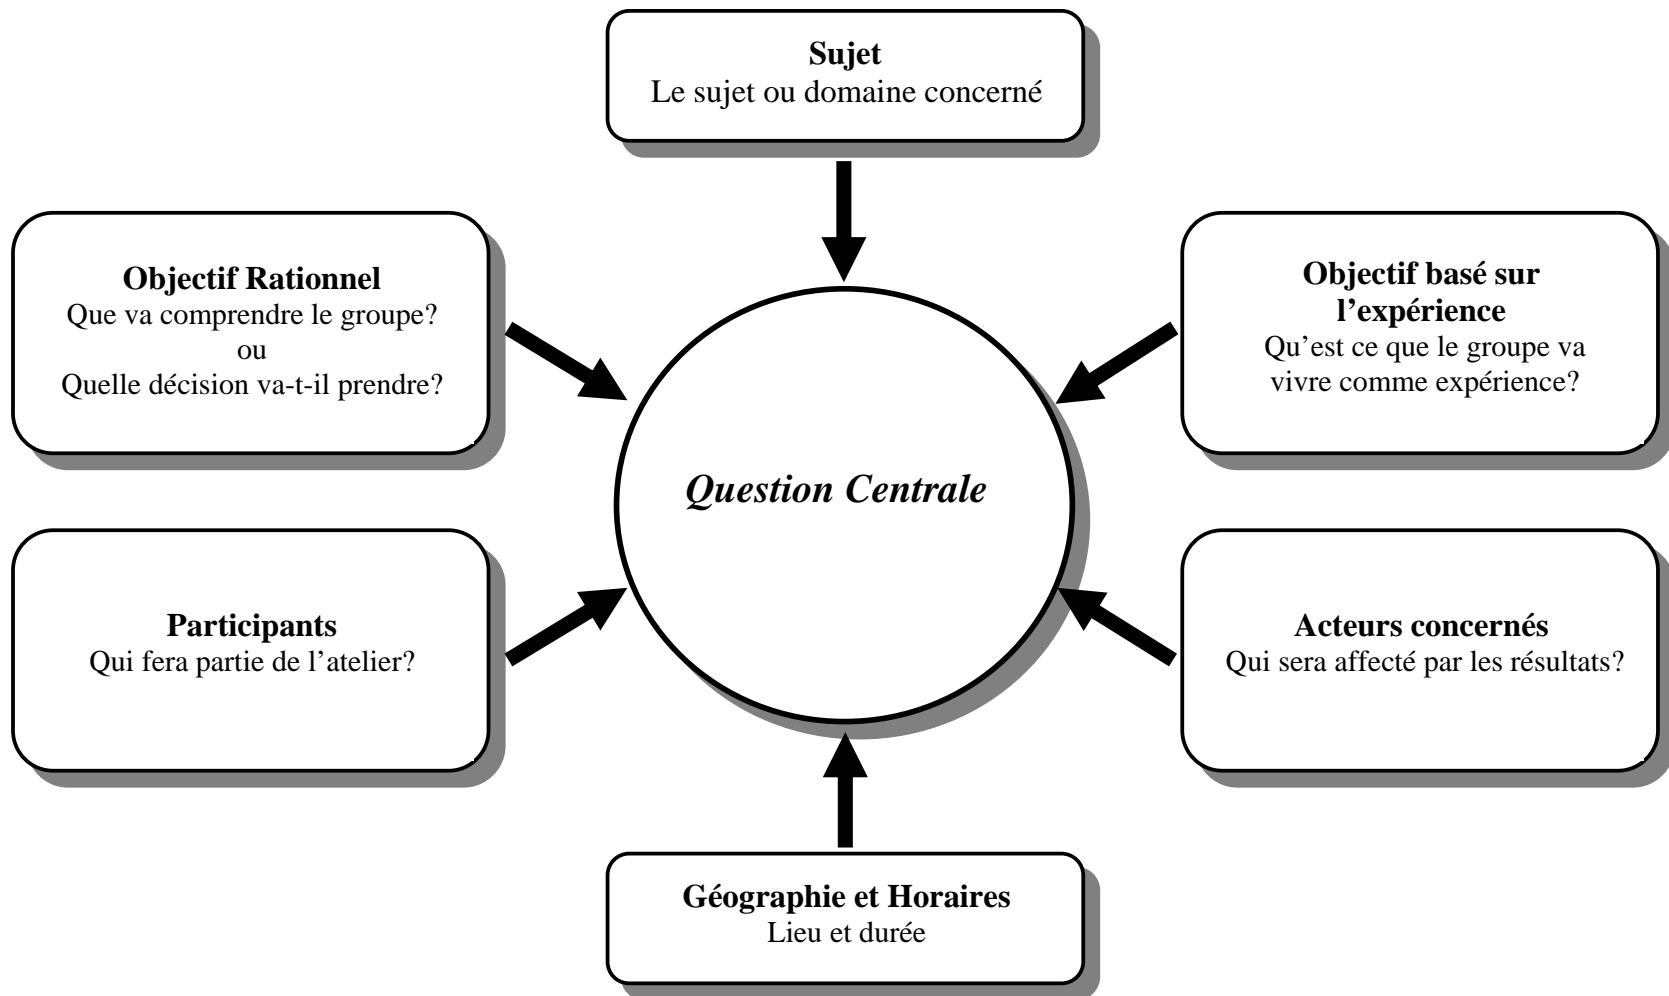 Sujet
Le sujet ou domaine concerné
Objectif Rationnel
Que va comprendre le groupe?
ou
Quelle décision va-t-il prendre?
Objectif basé sur
l’expérience
Qu’est ce que le groupe va
vivre comme expérience?
Question Centrale
Participants
Qui fera partie de l’atelier?
Acteurs concernés
Qui sera affecté par les résultats?
Géographie et Horaires
Lieu et durée